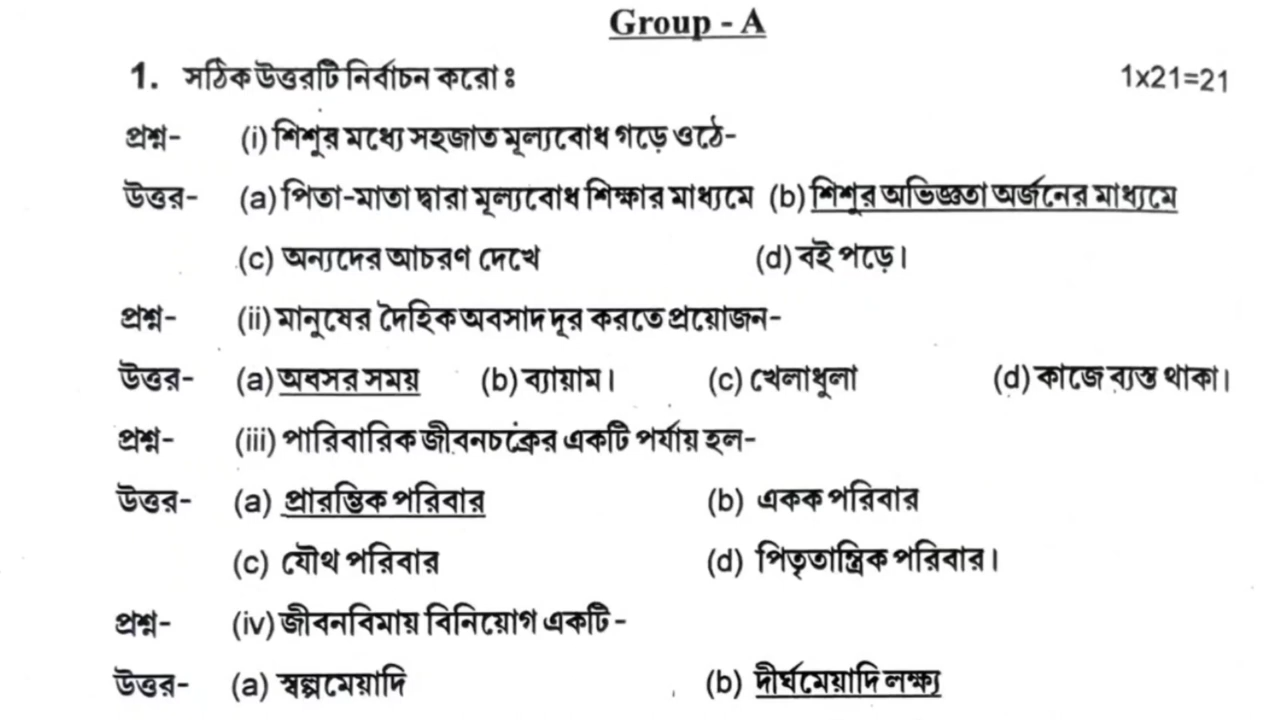 Group - A
1. সঠিক উত্তরটি নির্বাচন করো ঃ 1x21=21
প্রশ্ন- (i) শিশুর মধ্যে সহজাত মূল্যবোধ গড়ে ওঠে-
উত্তর- (a) পিতা-মাতা দ্বারা মূল্যবোধ শিক্ষার মাধ্যমে (b) শিশুর অভিজ্ঞতা অর্জনের মাধ্যমে
(c) অন্যদের আচরণ দেখে (d) বই পড়ে।
প্রশ্ন- (ii) মানুষের দৈহিক অবসাদ দূর করতে প্রয়োজন-
উত্তর- (a) অবসর সময় (b) ব্যায়াম। (c) খেলাধুলা (d) কাজে ব্যস্ত থাকা।
প্রশ্ন- (iii) পারিবারিক জীবনচক্রের একটি পর্যায় হল-
উত্তর- (a) প্রারম্ভিক পরিবার (b) একক পরিবার
(c) যৌথ পরিবার (d) পিতৃতান্ত্রিক পরিবার।
প্রশ্ন- (iv) জীবনবিমায় বিনিয়োগ একটি -
উত্তর- (a) স্বল্পমেয়াদি (b) দীর্ঘমেয়াদি লক্ষ্য